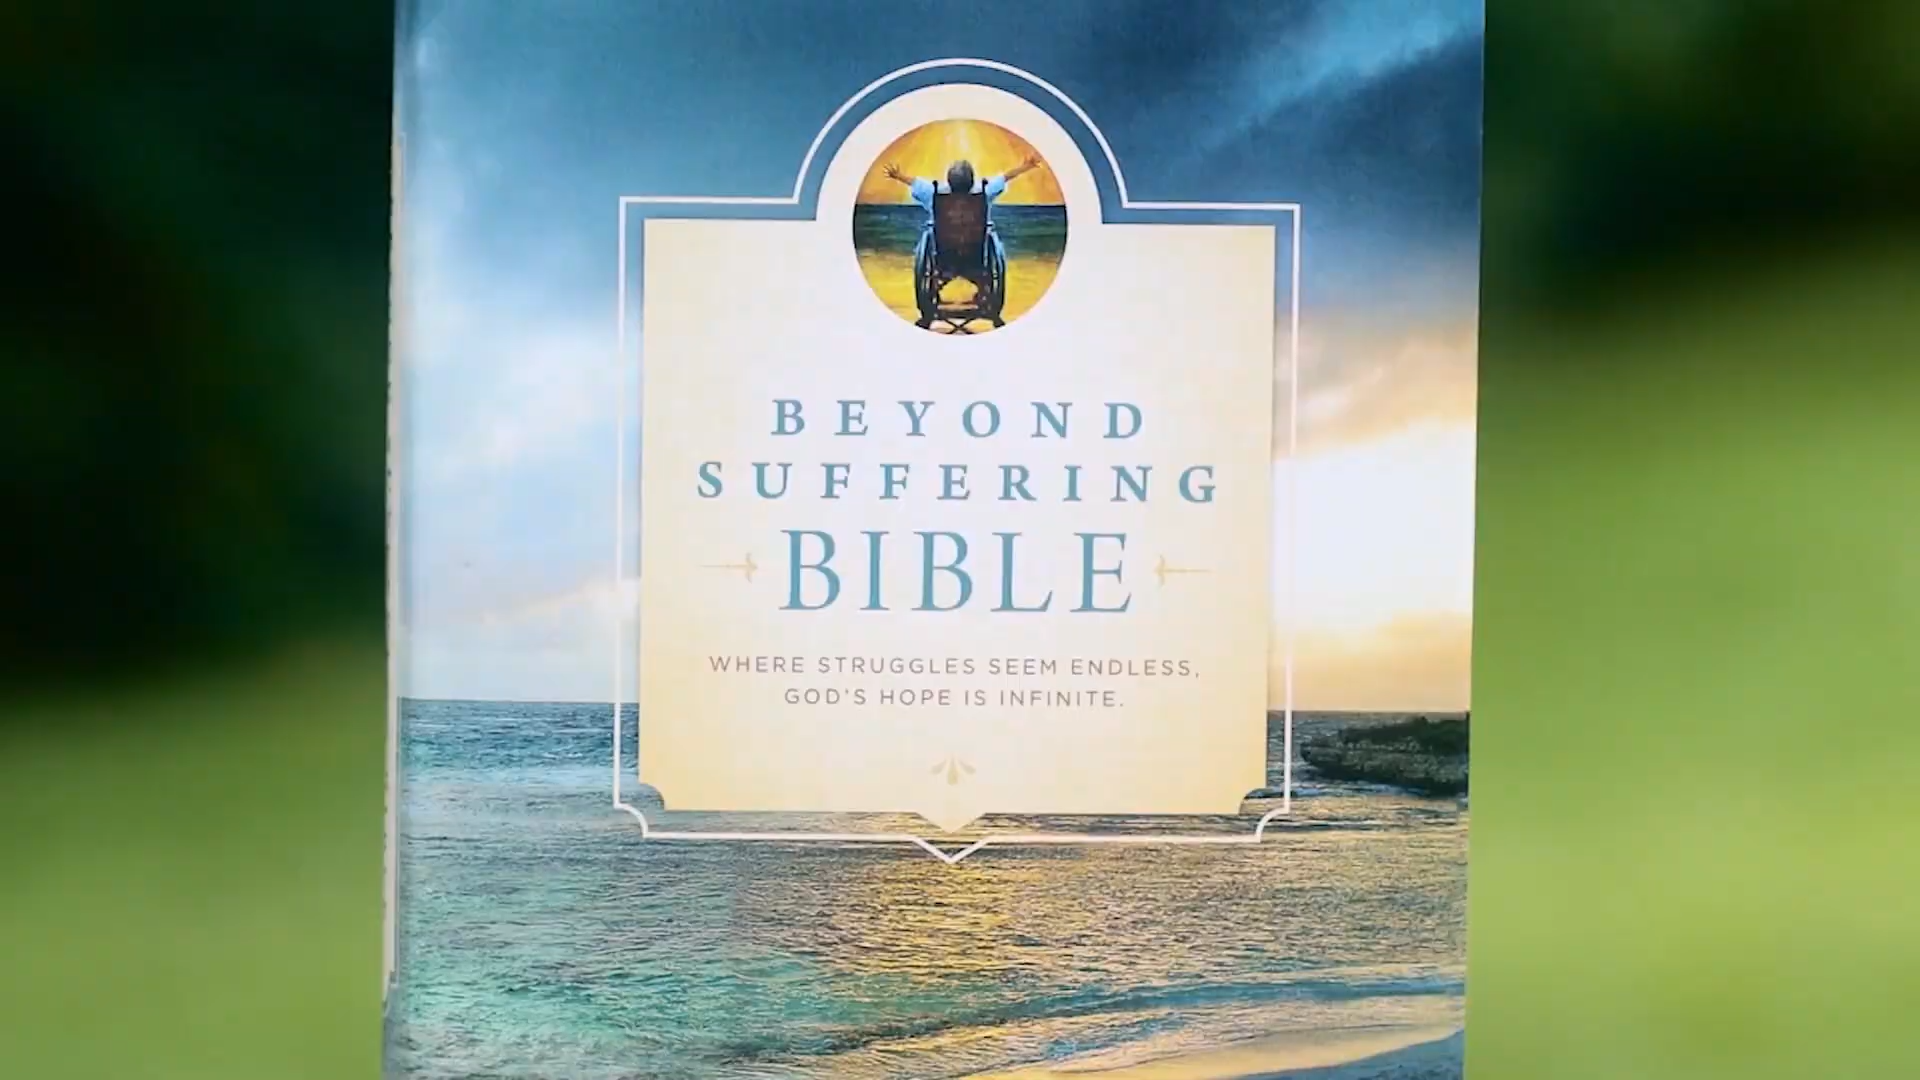 BEYOND
SUFFERING
BIBLE
WHERE STRUGGLES SEEM ENDLESS,
GOD'S HOPE IS INFINITE.